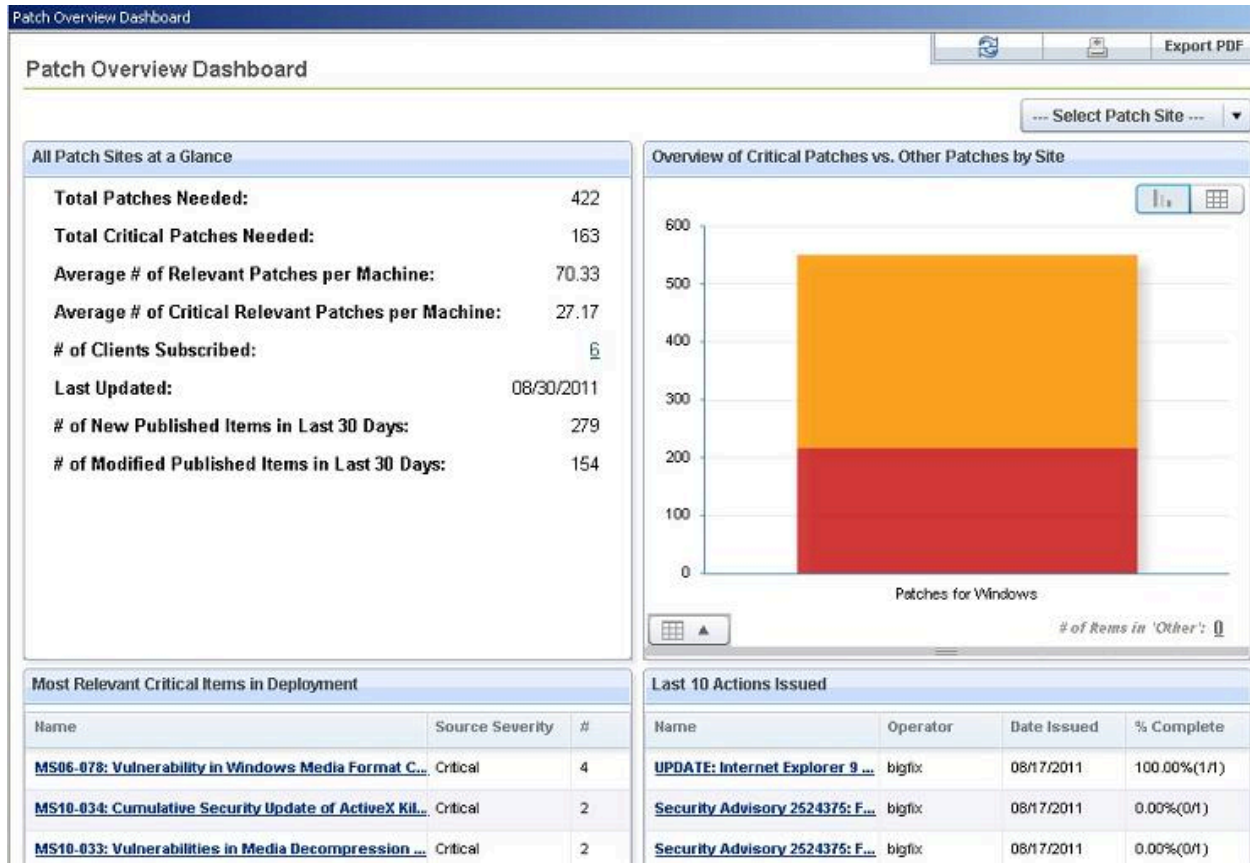 Patch Overview Dashboard
Export PDF
Patch Overview Dashboard
--- Select Patch Site ---
All Patch Sites at a Glance
Total Patches Needed: 422
Total Critical Patches Needed: 163
Average # of Relevant Patches per Machine: 70.33
Average # of Critical Relevant Patches per Machine: 27.17
# of Clients Subscribed: 6
Last Updated: 08/30/2011
# of New Published Items in Last 30 Days: 279
# of Modified Published Items in Last 30 Days: 154
Overview of Critical Patches vs. Other Patches by Site
600
500
400
300
200
100
0
Patches for Windows
# of Items in 'Other': 0
Most Relevant Critical Items in Deployment
Name Source Severity #
MS06-078: Vulnerability in Windows Media Format C... Critical 4
MS10-034: Cumulative Security Update of ActiveX Kil... Critical 2
MS10-033: Vulnerabilities in Media Decompression ... Critical 2
Last 10 Actions Issued
Name Operator Date Issued % Complete
UPDATE: Internet Explorer 9 ... bigfix 08/17/2011 100.00%(1/1)
Security Advisory 2524375: F... bigfix 08/17/2011 0.00%(0/1)
Security Advisory 2524375: F... bigfix 08/17/2011 0.00%(0/1)